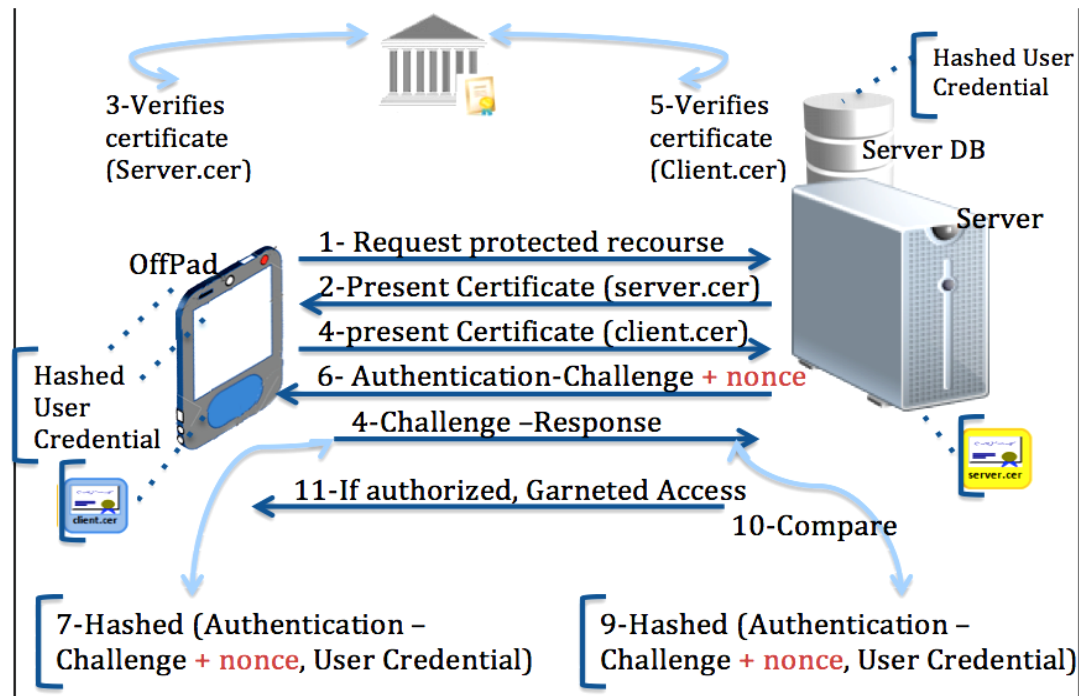 3-Verifies
certificate
(Server.cer)
5-Verifies
certificate
(Client.cer)
Hashed User
Credential
Server DB
Server
OffPad
1- Request protected recourse
2-Present Certificate (server.cer)
4-present Certificate (client.cer)
6- Authentication-Challenge + nonce
4-Challenge –Response
11-If authorized, Garneted Access
10-Compare
Hashed
User
Credential
client.cer
server.cer
7-Hashed (Authentication –
Challenge + nonce, User Credential)
9-Hashed (Authentication –
Challenge + nonce, User Credential)